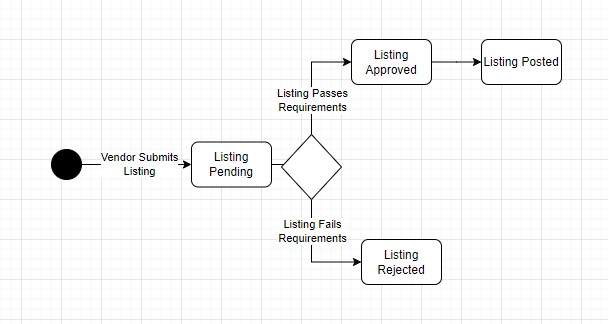 Vendor Submits
Listing
Listing
Pending
Listing Passes
Requirements
Listing
Approved
Listing Posted
Listing Fails
Requirements
Listing
Rejected